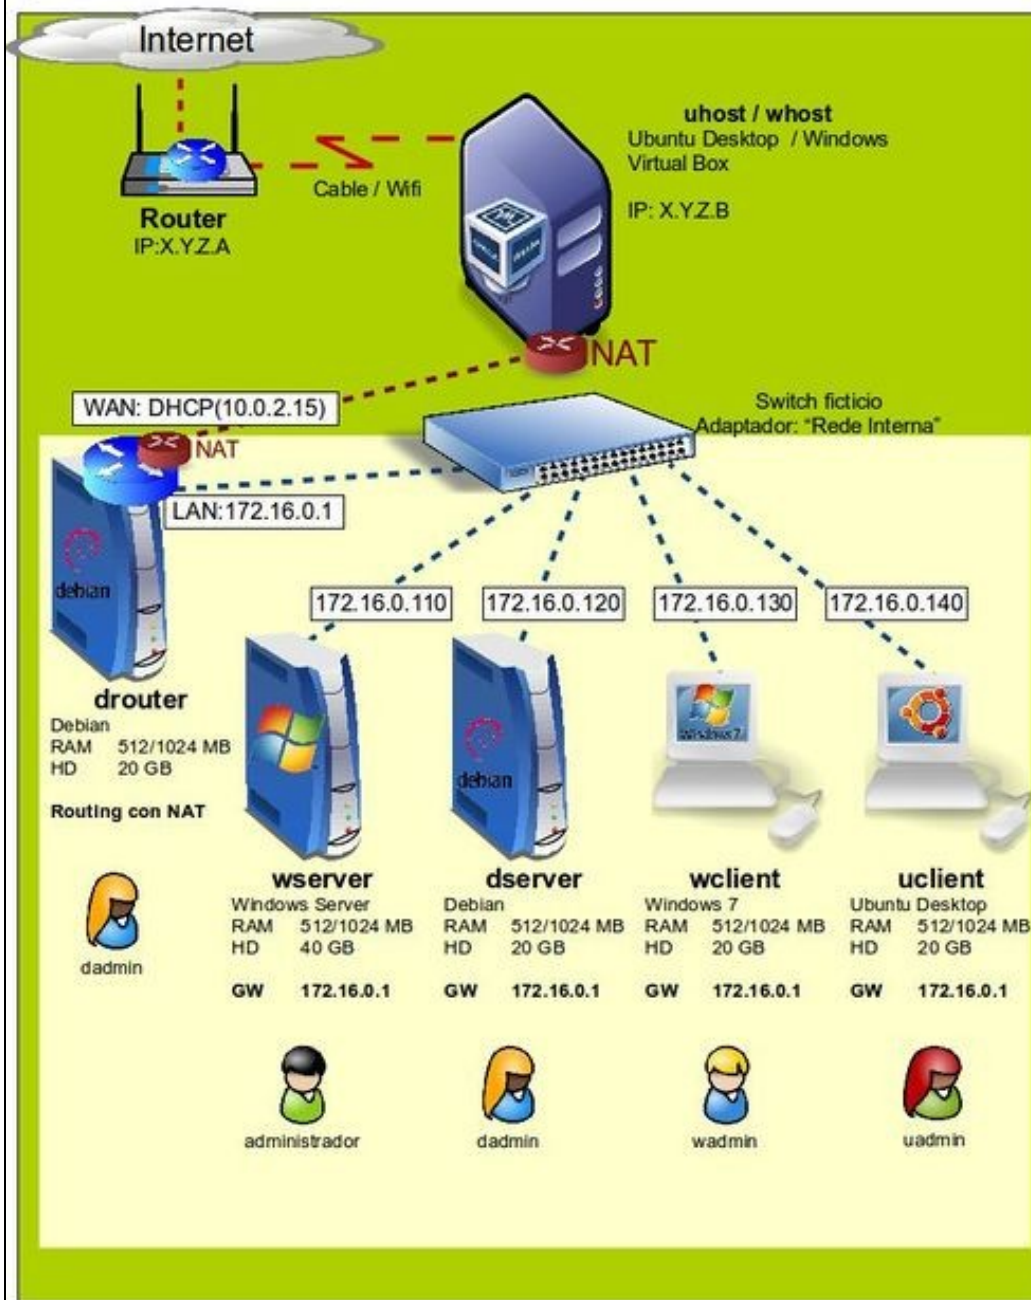 Internet
uhost / whost
Ubuntu Desktop / Windows
Virtual Box
IP: X.Y.Z.B
Cable / Wifi
Router
IP:X.Y.Z.A
NAT
WAN: DHCP(10.0.2.15)
Switch ficticio
Adaptador: "Rede Interna"
NAT
LAN:172.16.0.1
debian
172.16.0.110
172.16.0.120
172.16.0.130
172.16.0.140
drouter
Debian
RAM 512/1024 MB
HD 20 GB
Routing con NAT
dadmin
debian
Windows 7
wserver
Windows Server
RAM 512/1024 MB
HD 40 GB
GW 172.16.0.1
administrador
dserver
Debian
RAM 512/1024 MB
HD 20 GB
GW 172.16.0.1
dadmin
wclient
Windows 7
RAM 512/1024 MB
HD 20 GB
GW 172.16.0.1
wadmin
uclient
Ubuntu Desktop
RAM 512/1024 MB
HD 20 GB
GW 172.16.0.1
uadmin